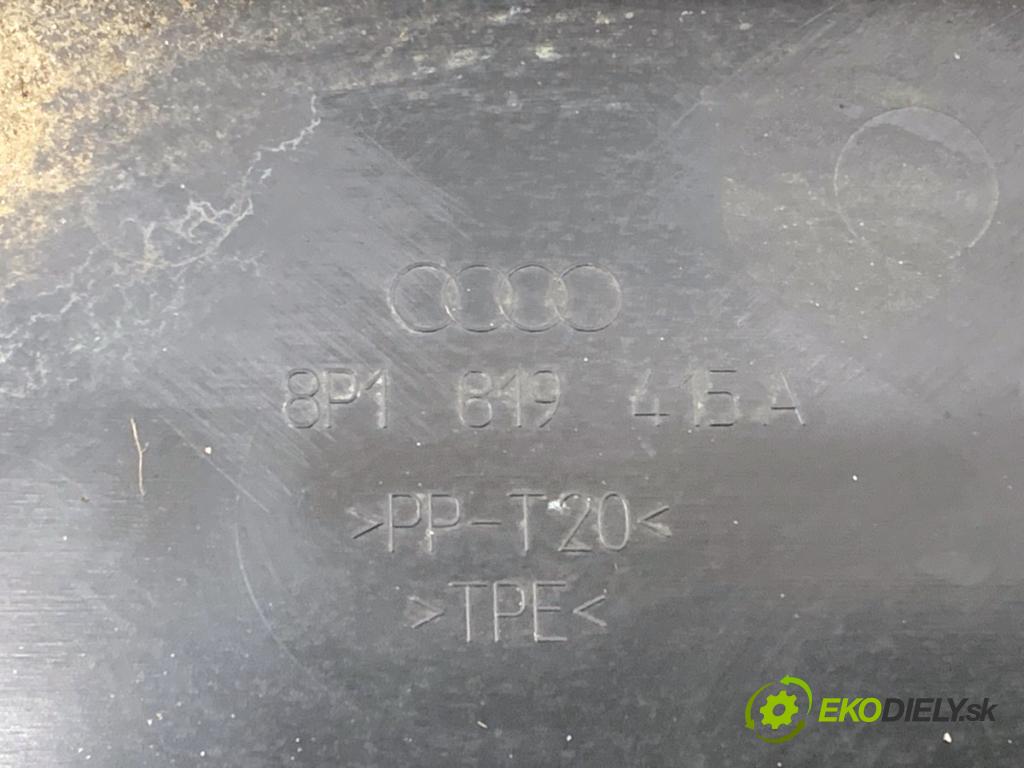 8P1 819 415 A
>PP-T20<
>TPE<
EKODIELY.sk